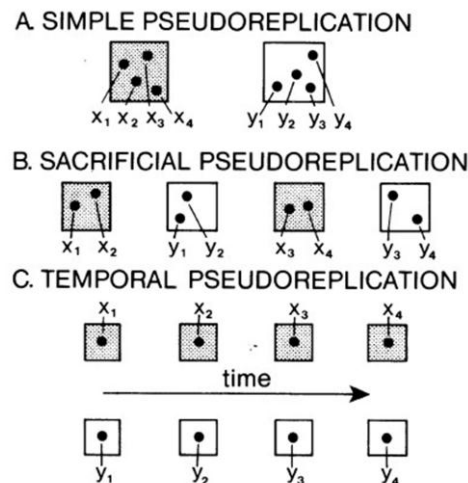 A. SIMPLE PSEUDOREPLICATION
x₁ x₂ x₃ x₄ y₁ y₂ y₃ y₄
B. SACRIFICIAL PSEUDOREPLICATION
x₁ x₂ y₁ y₂ x₃ x₄ y₃ y₄
C. TEMPORAL PSEUDOREPLICATION
x₁ x₂ x₃ x₄
time
y₁ y₂ y₃ y₄